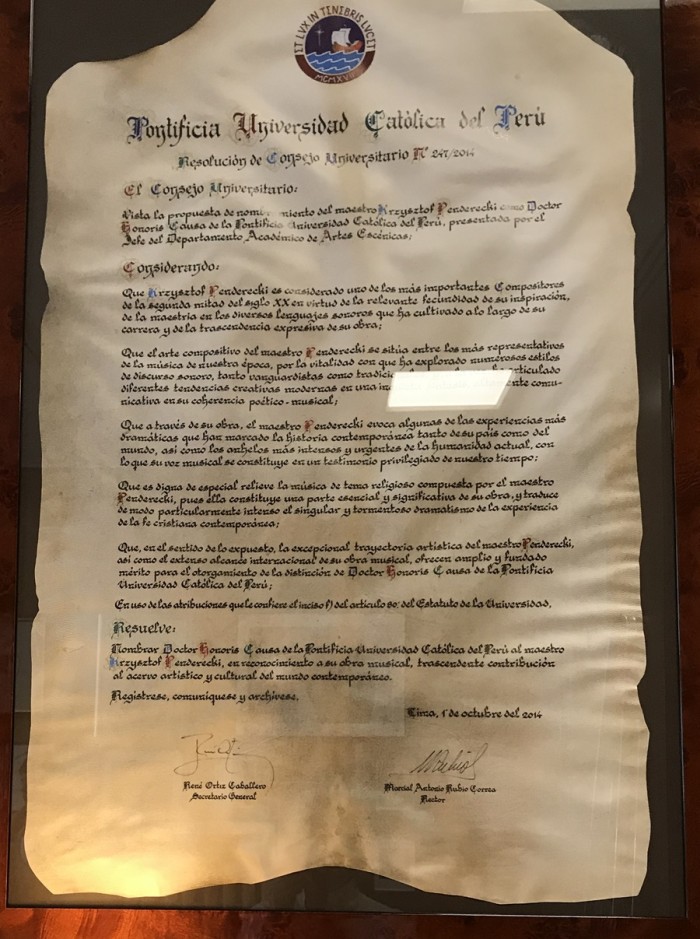 ET LVX IN TENEBRIS LVCET
MCMXVII
Pontificia Universidad Católica del Perú
Resolución de Consejo Universitario Nº 247/2014
El Consejo Universitario:
Vista la propuesta de nom miento del maestro Krzysztof Penderecki como Doctor
Honoris Causa de la Pontificia Universidad Católica del Perú, presentada por el
Jefe del Departamento Académico de Artes Escénicas;
Considerando:
Que Krzysztof Penderecki es considerado uno de los más importantes Compositores
de la segunda mitad del siglo XX en virtud de la relevante fecundidad de su inspiración,
de la maestría en los diversos lenguajes sonoros que ha cultivado a lo largo de su
carrera y de la trascendencia expresiva de su obra;
Que el arte compositivo del maestro Penderecki se sitúa entre los más representativos
de la música de nuestra época, por la vitalidad con que ha explorado numerosos estilos
de discurso sonoro, tanto vanguardistas como tradicio articulado
diferentes tendencias creativas modernas en una in nte comu-
nicativa en su coherencia poético-musical;
Que a través de su obra, el maestro Penderecki evoca algunas de las experiencias más
dramáticas que han marcado la historia contemporánea tanto de su país como del
mundo, así como los anhelos más intensos y urgentes de la humanidad actual, con
lo que su voz musical se constituye en un testimonio privilegiado de nuestro tiempo;
Que es digna de especial relieve la música de tema religioso compuesta por el maestro
Penderecki, pues ella constituye una parte esencial y significativa de su obra, y traduce
de modo particularmente intenso el singular y tormentoso dramatismo de la experiencia
de la fe cristiana contemporánea;
Que, en el sentido de lo expuesto, la excepcional trayectoria artística del maestro Penderecki,
así como el extenso alcance internacional de su obra musical, ofrecen amplio y fundado
mérito para el otorgamiento de la distinción de Doctor Honoris Causa de la Pontificia
Universidad Católica del Perú;
En uso de las atribuciones que le confiere el inciso f) del artículo 80º del Estatuto de la Universidad,
Resuelve:
Nombrar Doctor Honoris Causa de la Pontificia Universidad Católica del Perú al maestro
Krzysztof Penderecki, en reconocimiento a su obra musical, trascendente contribución
al acervo artístico y cultural del mundo contemporáneo.
Regístrese, comuníquese y archívese.
Lima, 1º de octubre del 2014
René Ortiz Caballero
Secretario General
Marcial Antonio Rubio Correa
Rector